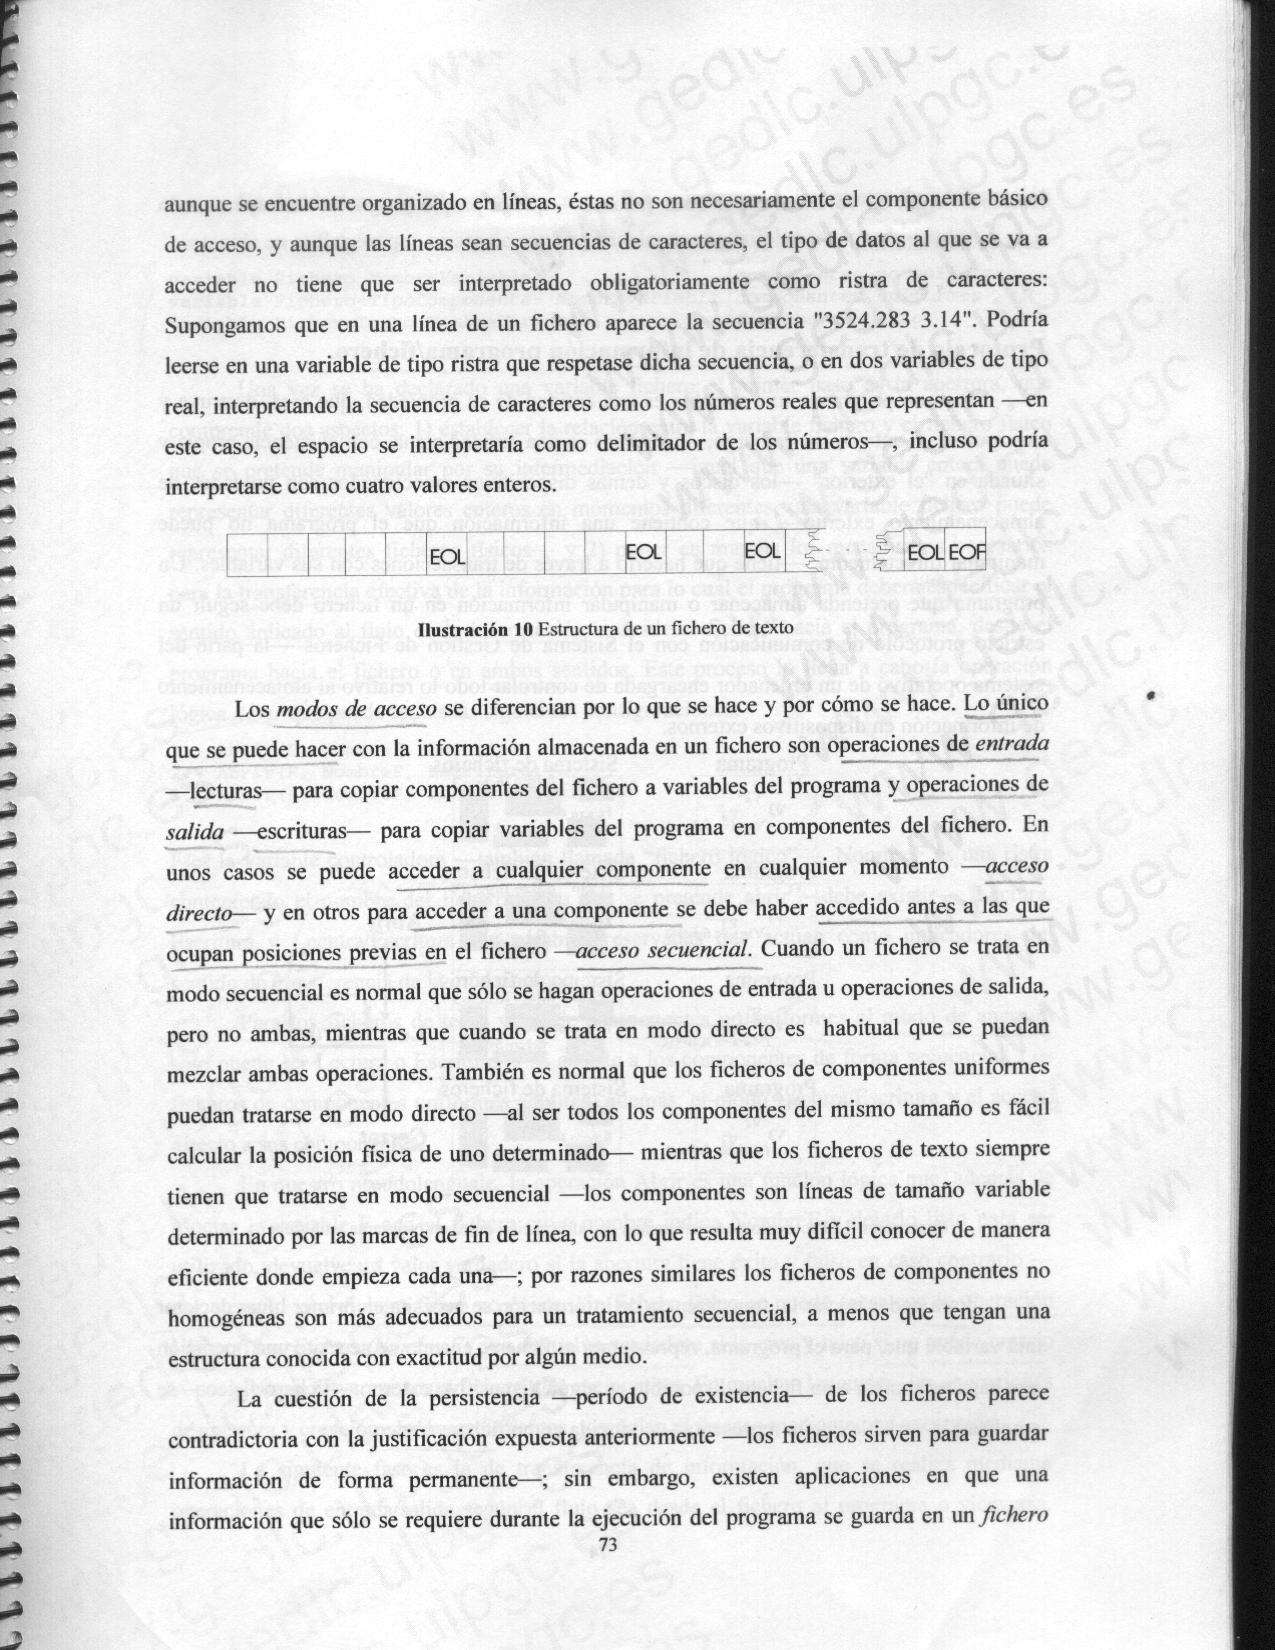 aunque se encuentre organizado en líneas, éstas no son necesariamente el componente básico
de acceso, y aunque las líneas sean secuencias de caracteres, el tipo de datos al que se va a
acceder no tiene que ser interpretado obligatoriamente como ristra de caracteres:
Supongamos que en una línea de un fichero aparece la secuencia "3524.283 3.14". Podría
leerse en una variable de tipo ristra que respetase dicha secuencia, o en dos variables de tipo
real, interpretando la secuencia de caracteres como los números reales que representan —en
este caso, el espacio se interpretaría como delimitador de los números—, incluso podría
interpretarse como cuatro valores enteros.
EOL EOL EOL EOL EOF
Ilustración 10 Estructura de un fichero de texto
Los modos de acceso se diferencian por lo que se hace y por cómo se hace. Lo único
que se puede hacer con la información almacenada en un fichero son operaciones de entrada
—lecturas— para copiar componentes del fichero a variables del programa y operaciones de
salida —escrituras— para copiar variables del programa en componentes del fichero. En
unos casos se puede acceder a cualquier componente en cualquier momento —acceso
directo— y en otros para acceder a una componente se debe haber accedido antes a las que
ocupan posiciones previas en el fichero —acceso secuencial. Cuando un fichero se trata en
modo secuencial es normal que sólo se hagan operaciones de entrada u operaciones de salida,
pero no ambas, mientras que cuando se trata en modo directo es habitual que se puedan
mezclar ambas operaciones. También es normal que los ficheros de componentes uniformes
puedan tratarse en modo directo —al ser todos los componentes del mismo tamaño es fácil
calcular la posición física de uno determinado— mientras que los ficheros de texto siempre
tienen que tratarse en modo secuencial —los componentes son líneas de tamaño variable
determinado por las marcas de fin de línea, con lo que resulta muy difícil conocer de manera
eficiente donde empieza cada una—; por razones similares los ficheros de componentes no
homogéneas son más adecuados para un tratamiento secuencial, a menos que tengan una
estructura conocida con exactitud por algún medio.
La cuestión de la persistencia —período de existencia— de los ficheros parece
contradictoria con la justificación expuesta anteriormente —los ficheros sirven para guardar
información de forma permanente—; sin embargo, existen aplicaciones en que una
información que sólo se requiere durante la ejecución del programa se guarda en un fichero
73
www.gedlc.ulpgc.es